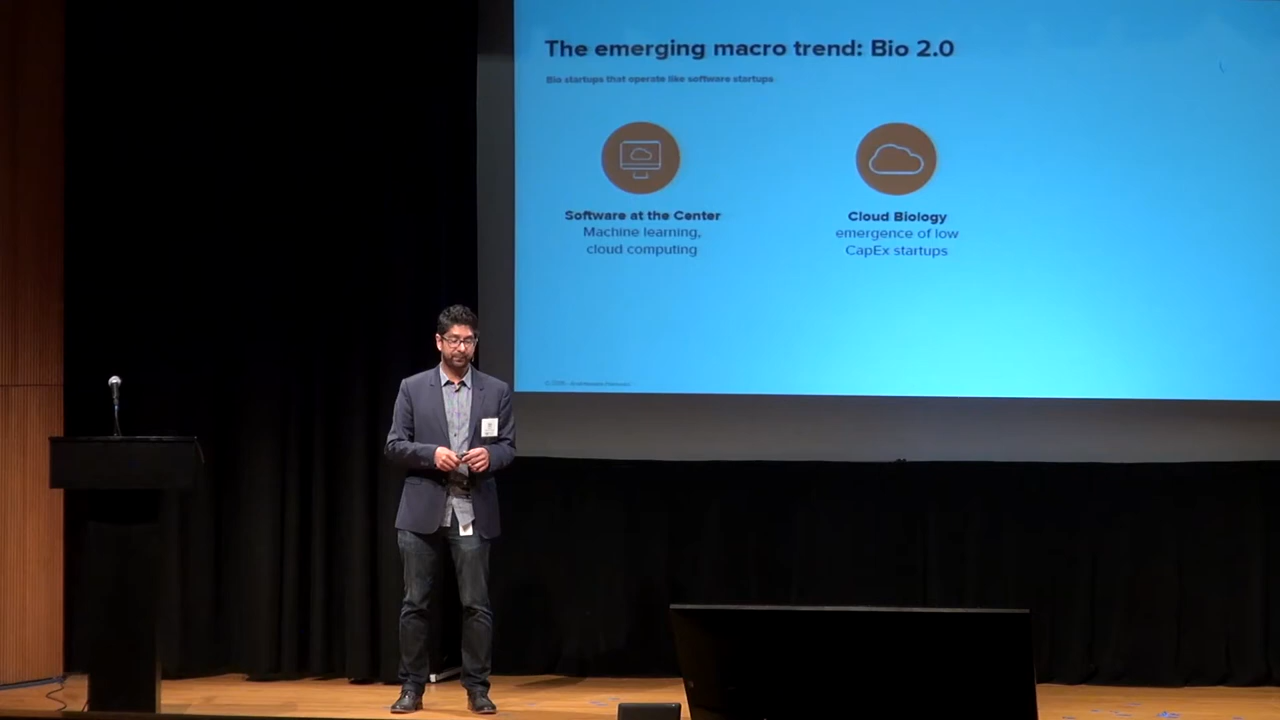 The emerging macro trend: Bio 2.0
Bio startups that operate like software startups
Software at the Center
Machine learning,
cloud computing
Cloud Biology
emergence of low
CapEx startups